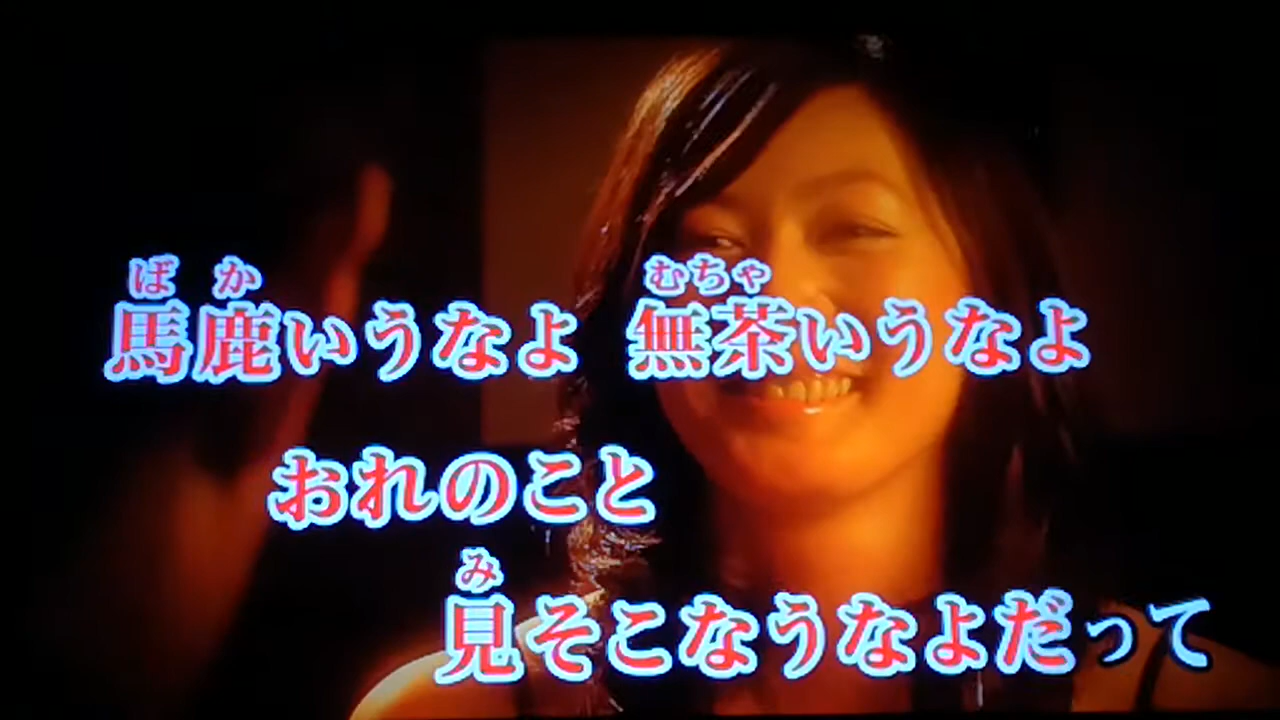 ばか むちゃ
馬鹿いうなよ 無茶いうなよ
おれのこと
み
見そこなうなよだって